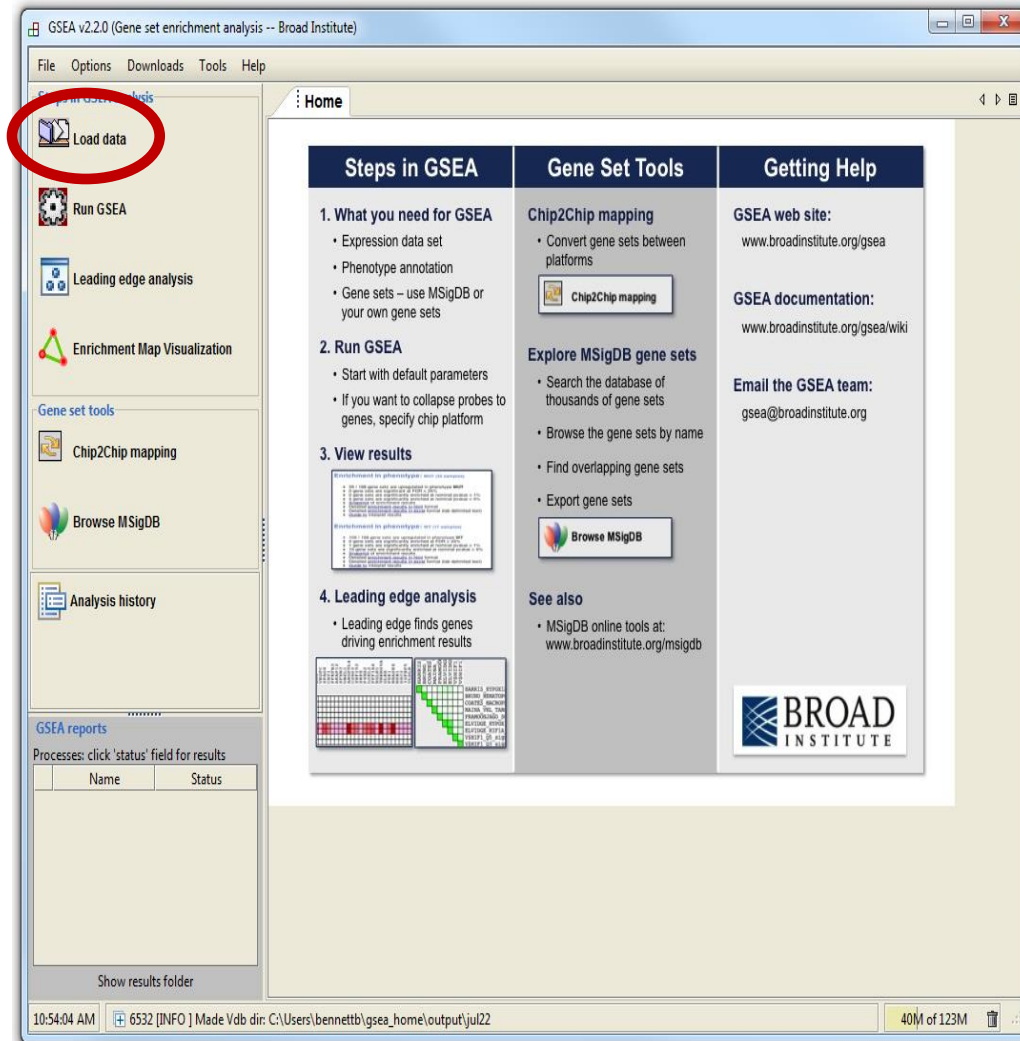 GSEA v2.2.0 (Gene set enrichment analysis -- Broad Institute)
File Options Downloads Tools Help
Steps in GSEA analysis
Load data
Run GSEA
Leading edge analysis
Enrichment Map Visualization
Gene set tools
Chip2Chip mapping
Browse MSigDB
Analysis history
GSEA reports
Processes: click 'status' field for results
Name Status
Show results folder
Home
Steps in GSEA
1. What you need for GSEA
• Expression data set
• Phenotype annotation
• Gene sets – use MSigDB or
your own gene sets
2. Run GSEA
• Start with default parameters
• If you want to collapse probes to
genes, specify chip platform
3. View results
Enrichment in phenotype:
Enrichment in phenotype:
4. Leading edge analysis
• Leading edge finds genes
driving enrichment results
Gene Set Tools
Chip2Chip mapping
• Convert gene sets between
platforms
Chip2Chip mapping
Explore MSigDB gene sets
• Search the database of
thousands of gene sets
• Browse the gene sets by name
• Find overlapping gene sets
• Export gene sets
Browse MSigDB
See also
• MSigDB online tools at:
www.broadinstitute.org/msigdb
Getting Help
GSEA web site:
www.broadinstitute.org/gsea
GSEA documentation:
www.broadinstitute.org/gsea/wiki
Email the GSEA team:
gsea@broadinstitute.org
BROAD
INSTITUTE
10:54:04 AM 6532 [INFO ] Made Vdb dir: C:\Users\bennettb\gsea_home\output\jul22 40M of 123M